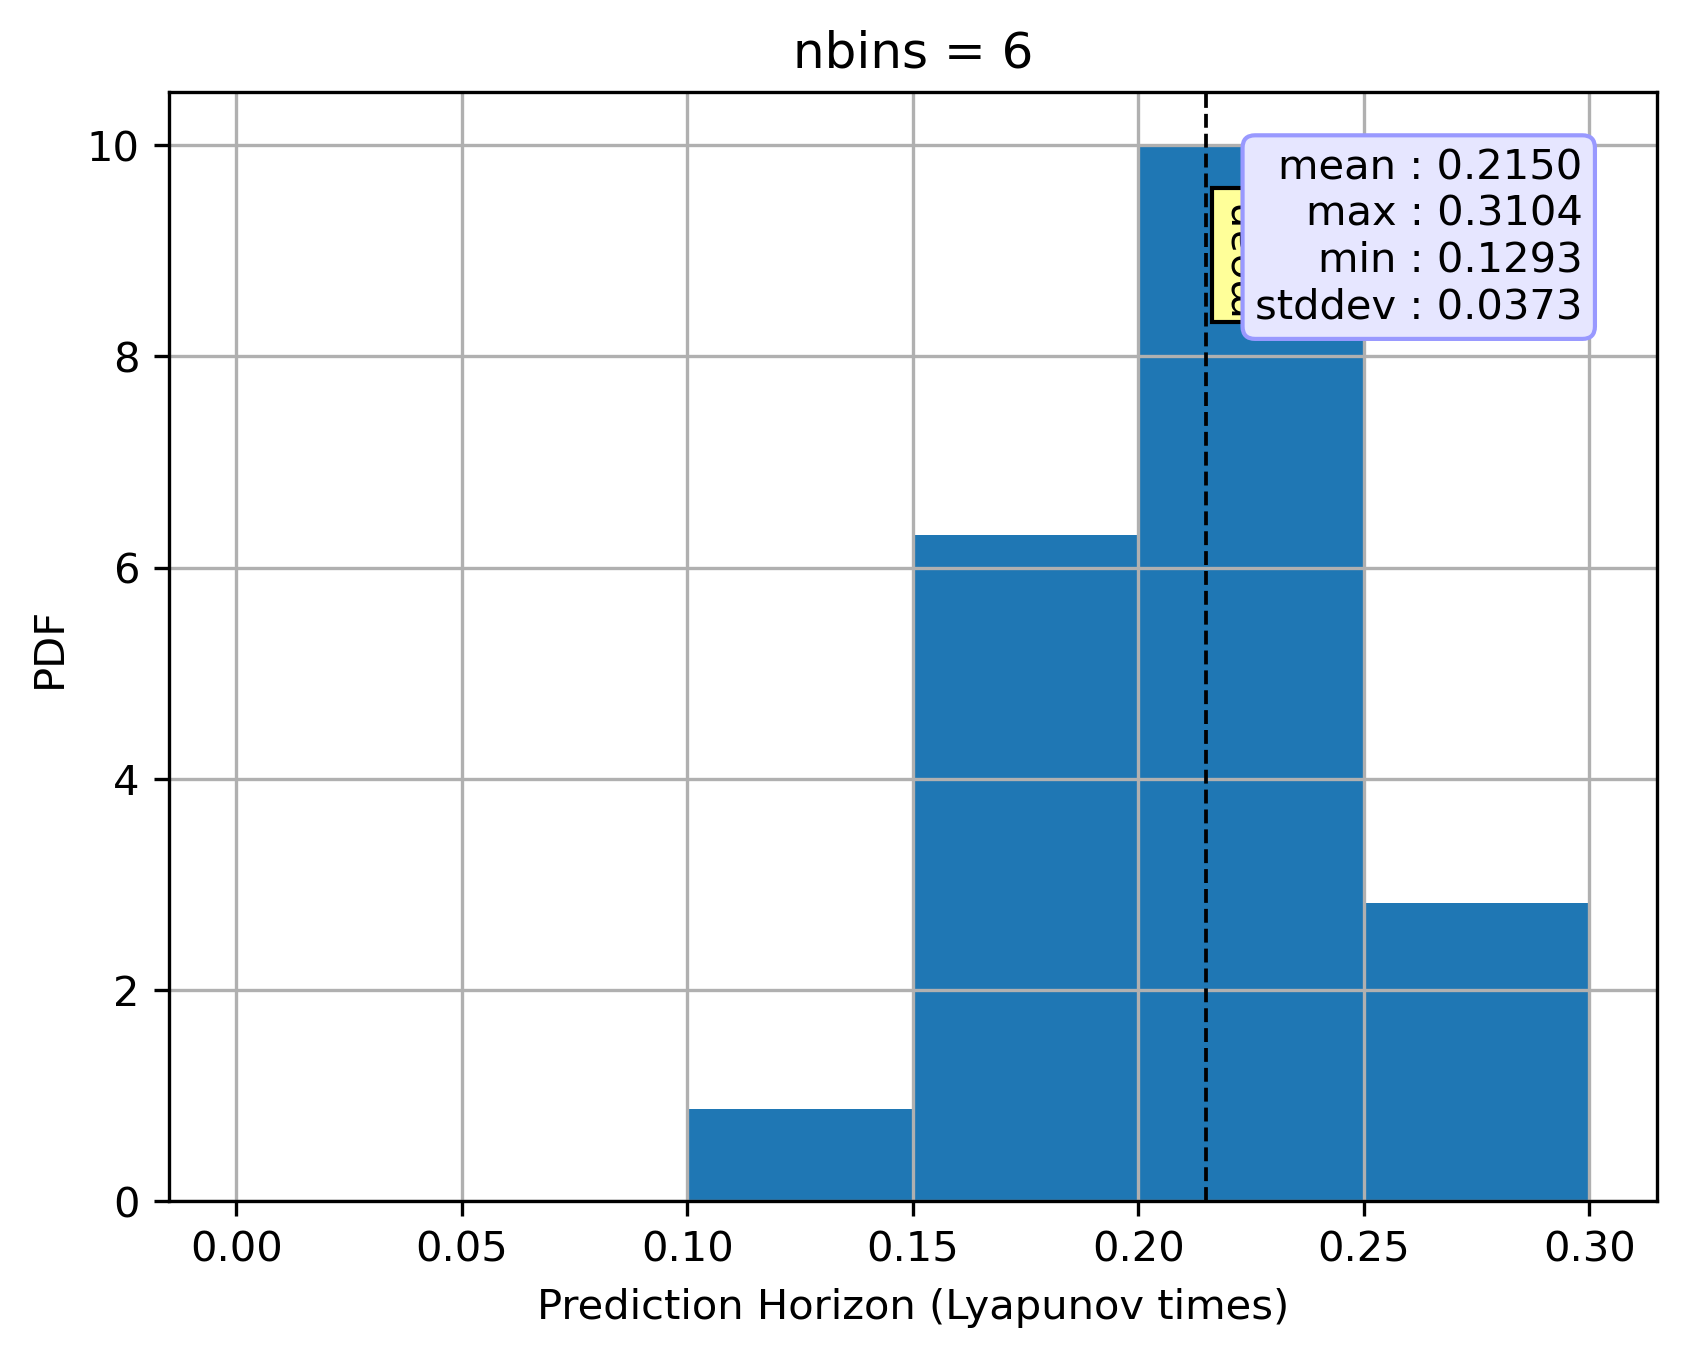 nbins = 6
10
8
6
4
2
0
PDF
mean : 0.2150
max : 0.3104
min : 0.1293
stddev : 0.0373
0.00 0.05 0.10 0.15 0.20 0.25 0.30
Prediction Horizon (Lyapunov times)